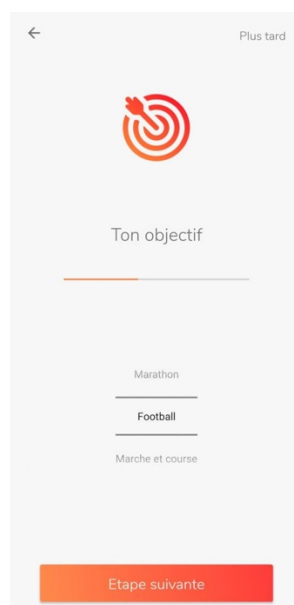 Plus tard
Ton objectif
Marathon
Football
Marche et course
Etape suivante